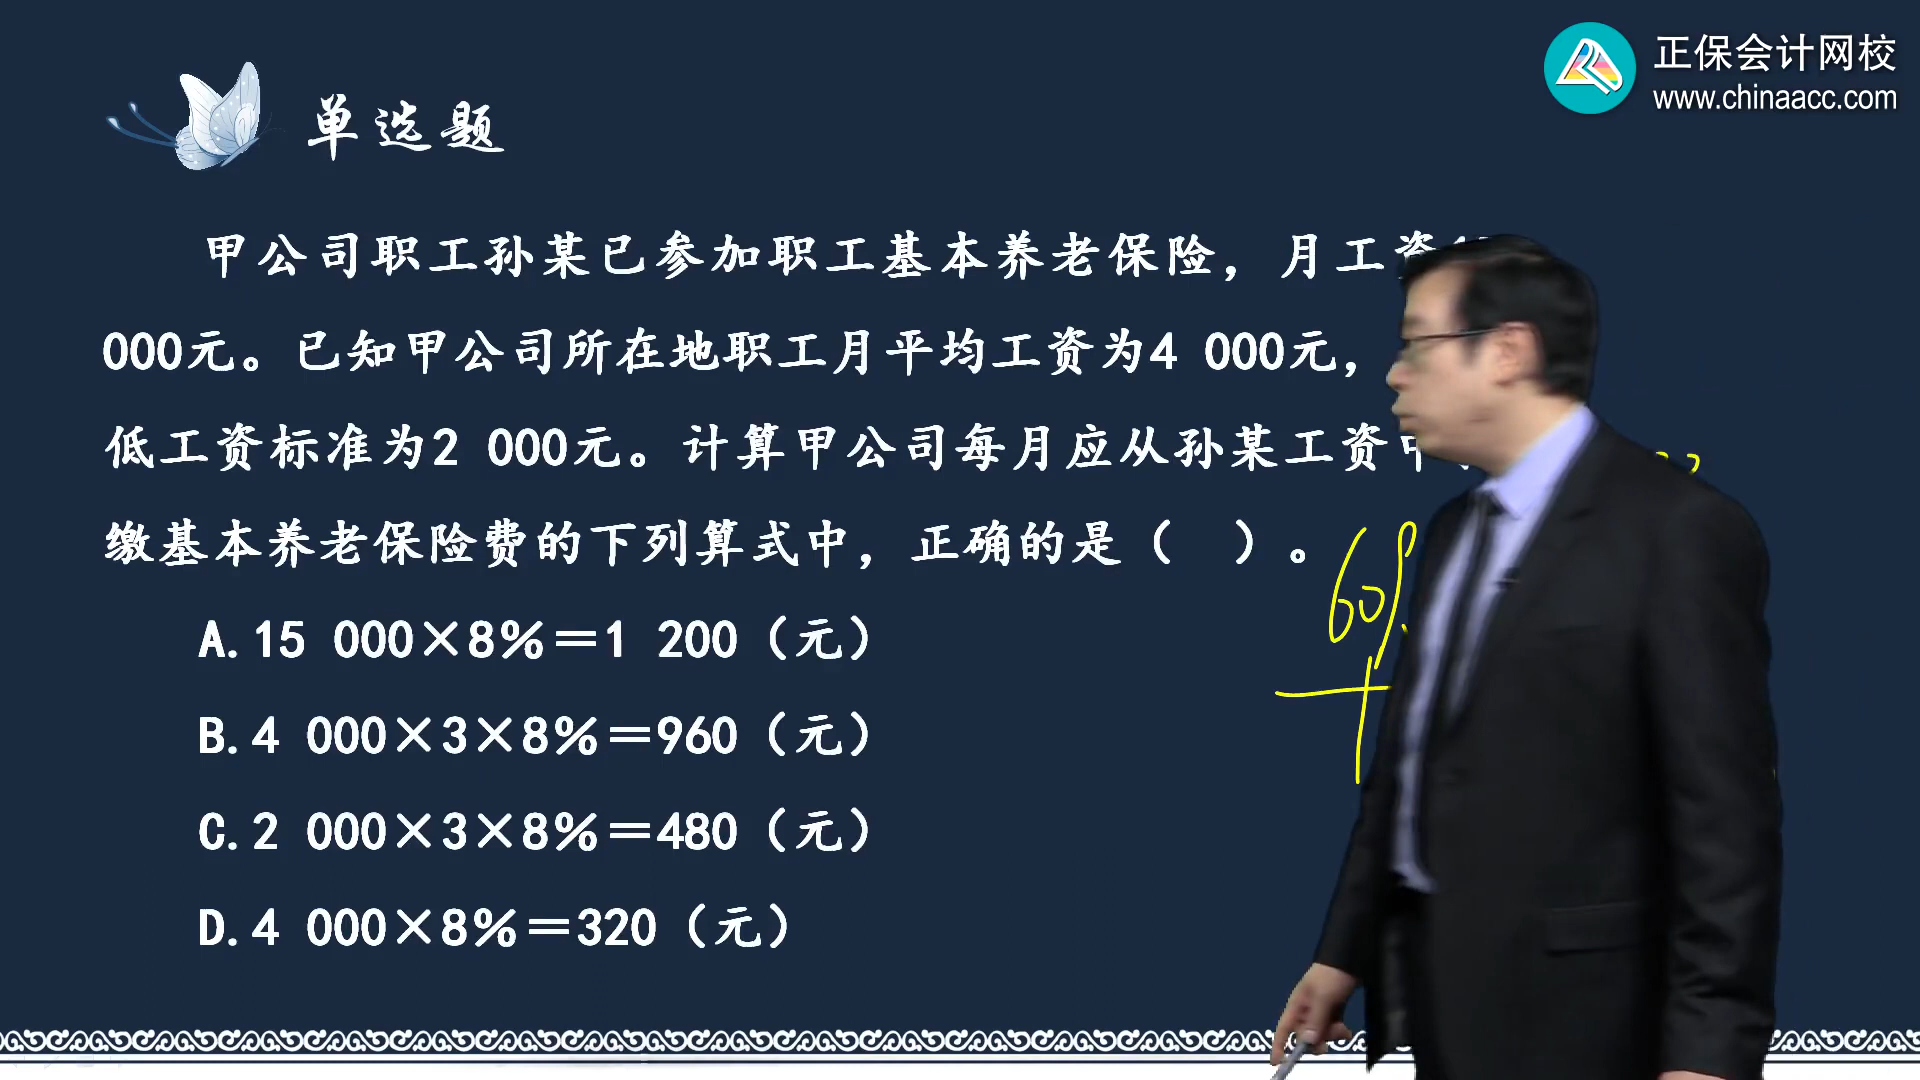 正保会计网校
www.chinaacc.com
单选题
甲公司职工孙某已参加职工基本养老保险，月工资
000元。已知甲公司所在地职工月平均工资为4 000元，
低工资标准为2 000元。计算甲公司每月应从孙某工资中
缴基本养老保险费的下列算式中，正确的是（ ）。
60%
A.15 000×8%＝1 200（元）
B.4 000×3×8%＝960（元）
C.2 000×3×8%＝480（元）
D.4 000×8%＝320（元）